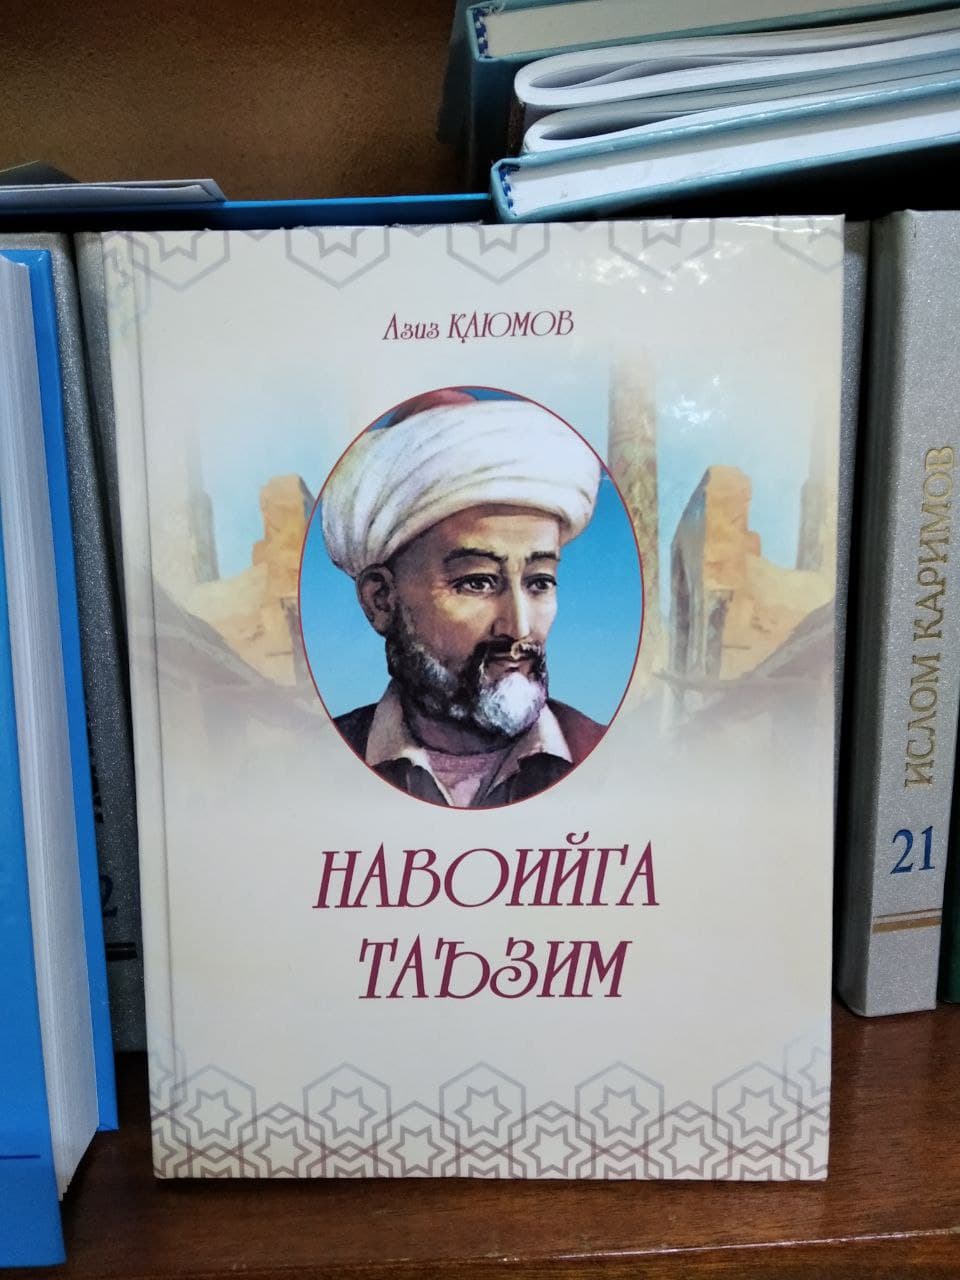 Азиз ҚАЮМОВ
НАВОИЙГА
ТАЪЗИМ
ИСЛОМ КАРИМОВ
21